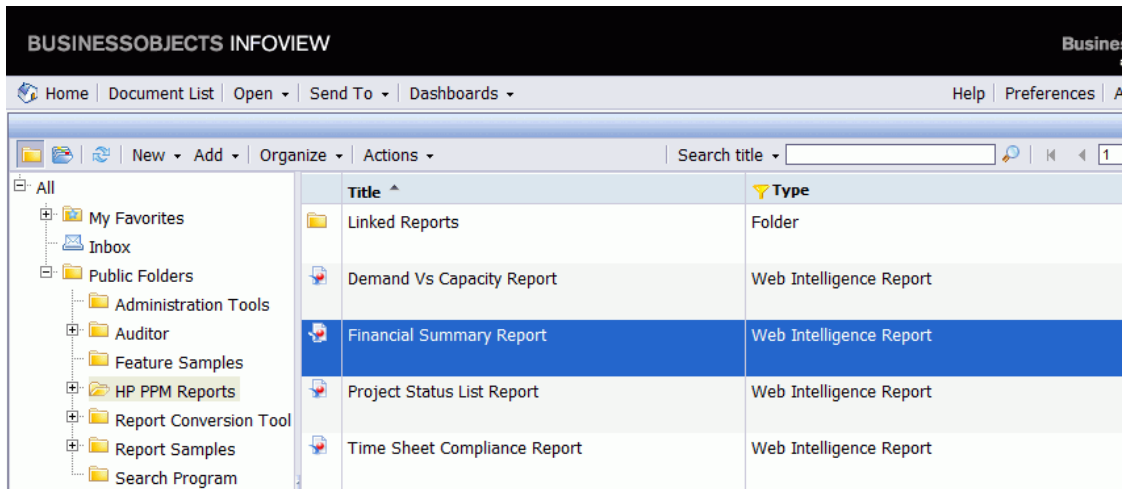 BUSINESSOBJECTS INFOVIEW
Busine
Home Document List Open Send To Dashboards Help Preferences A
New Add Organize Actions Search title 1
All
My Favorites
Inbox
Public Folders
Administration Tools
Auditor
Feature Samples
HP PPM Reports
Report Conversion Tool
Report Samples
Search Program
Title Type
Linked Reports Folder
Demand Vs Capacity Report Web Intelligence Report
Financial Summary Report Web Intelligence Report
Project Status List Report Web Intelligence Report
Time Sheet Compliance Report Web Intelligence Report